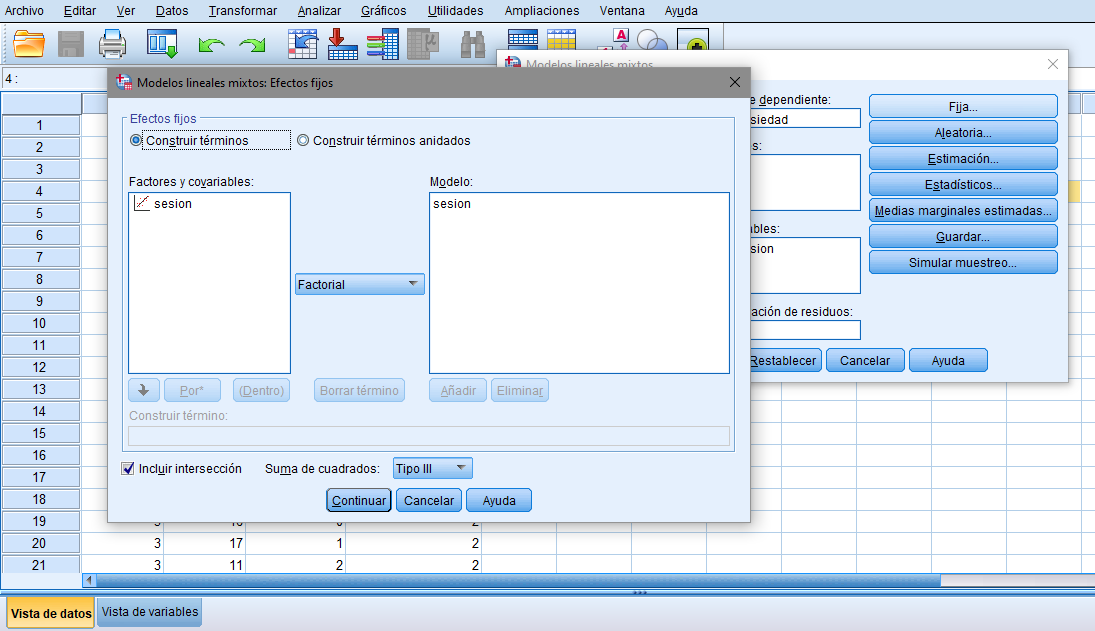 Archivo Editar Ver Datos Transformar Analizar Gráficos Utilidades Ampliaciones Ventana Ayuda
A
4 :
Modelos lineales mixtos
Modelos lineales mixtos: Efectos fijos
Efectos fijos
Construir términos Construir términos anidados
Factores y covariables: Modelo:
sesion sesion
Factorial
Por* (Dentro) Borrar término Añadir Eliminar
Construir término:
Incluir intersección Suma de cuadrados: Tipo III
Continuar Cancelar Ayuda
e dependiente:
siedad
s:
ables:
sion
ación de residuos:
Fija...
Aleatoria...
Estimación...
Estadísticos...
Medias marginales estimadas...
Guardar...
Simular muestreo...
Restablecer Cancelar Ayuda
1
2
3
4
5
6
7
8
9
10
11
12
13
14
15
16
17
18
19
20 3 17 1 2
21 3 11 2 2
Vista de datos Vista de variables